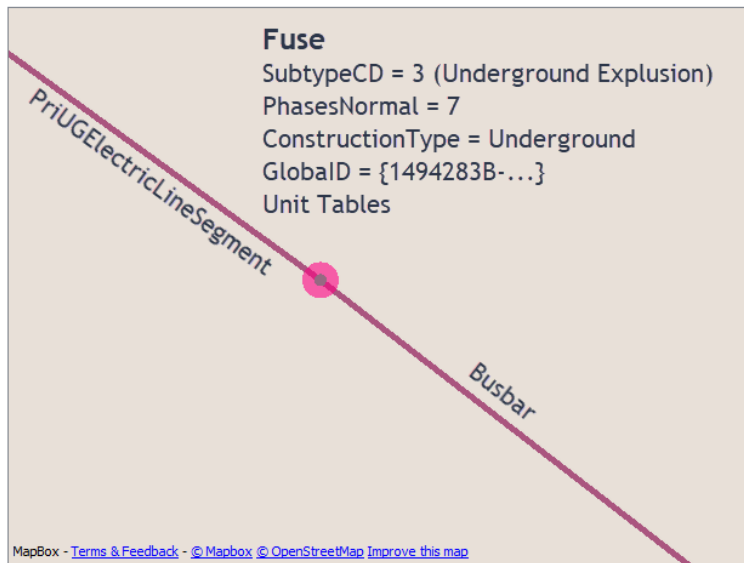 Fuse
SubtypeCD = 3 (Underground Explusion)
PhasesNormal = 7
ConstructionType = Underground
GlobaID = {1494283B-...}
Unit Tables
PriUGElectricLineSegment
Busbar
MapBox - Terms & Feedback - © Mapbox © OpenStreetMap Improve this map